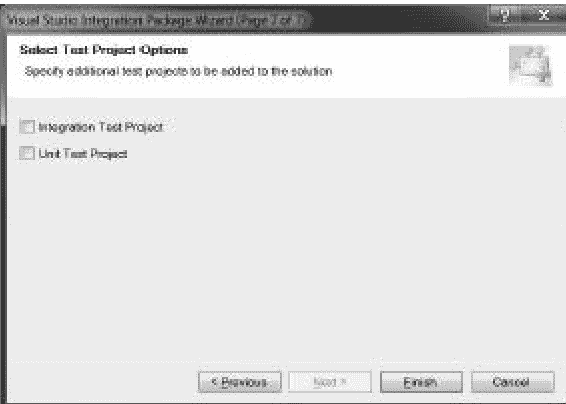 Visual Studio Integration Package Wizard (Page 7 of 7)
Select Test Project Options
Specify additional test projects to be added to the solution
Integration Test Project
Unit Test Project
< Previous
Next >
Finish
Cancel